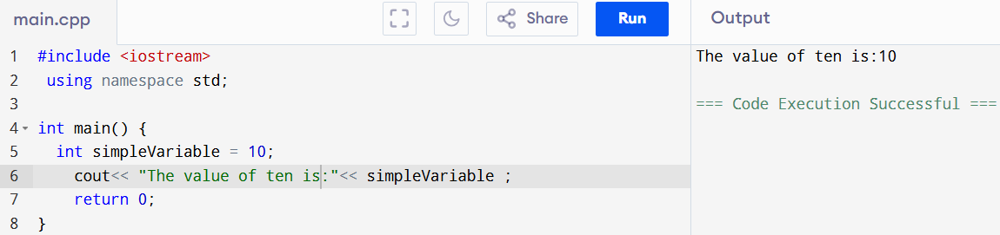 main.cpp
Share
Run
Output
1 #include <iostream>
2  using namespace std;
3
4 int main() {
5   int simpleVariable = 10;
6     cout<< "The value of ten is:"<< simpleVariable ;
7     return 0;
8 }
The value of ten is:10
=== Code Execution Successful ===